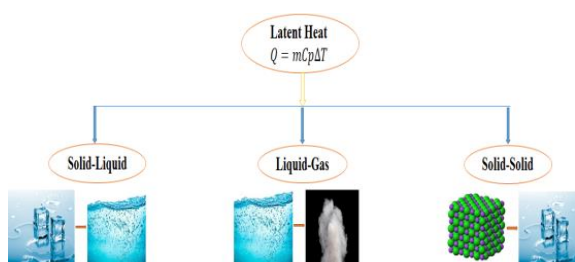 Latent Heat
Q = mCpΔT
Solid-Liquid
Liquid-Gas
Solid-Solid